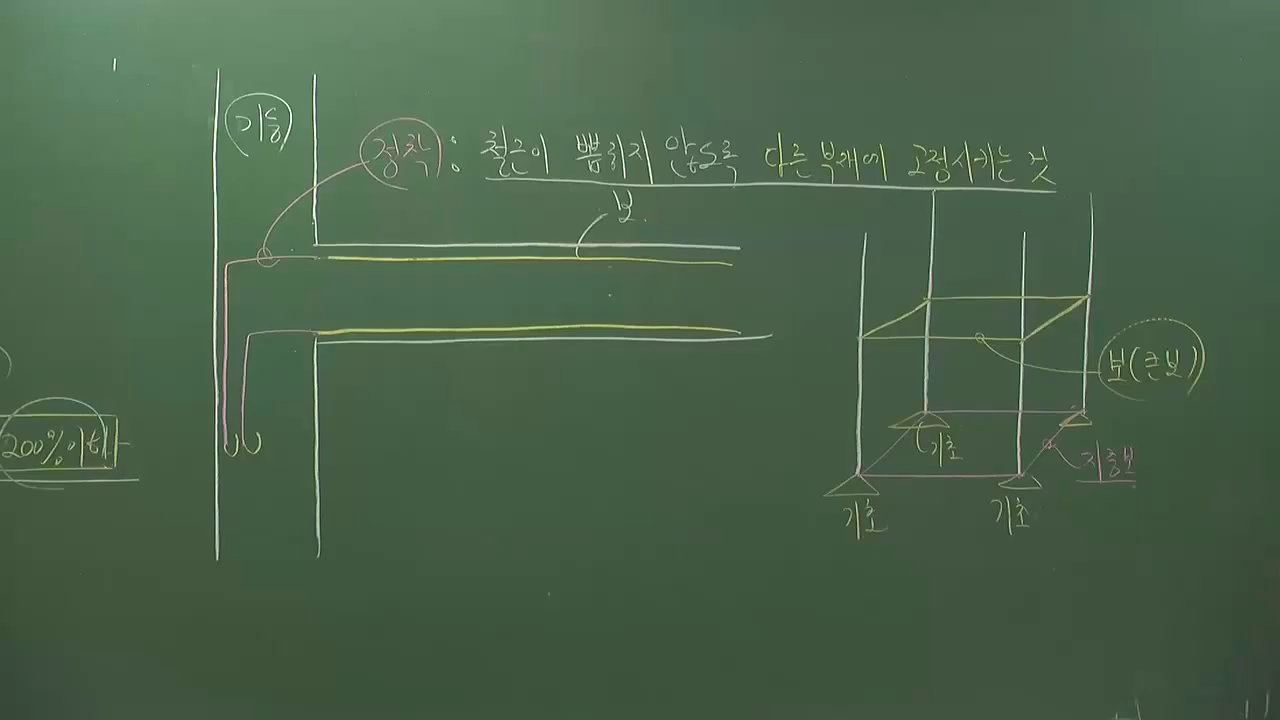 기둥
정착 : 철근이 뽑히지 않도록 다른 부재에 고정시키는 것
보
보(큰보)
200%이하
기초
지중보
기초
기초